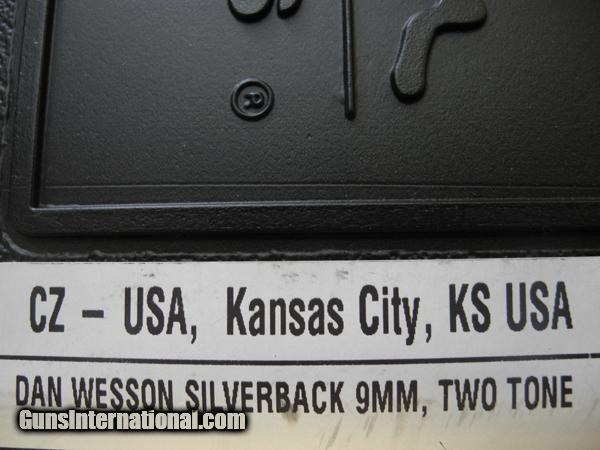 ®
CZ – USA, Kansas City, KS USA
DAN WESSON SILVERBACK 9MM, TWO TONE
GunsInternational.com